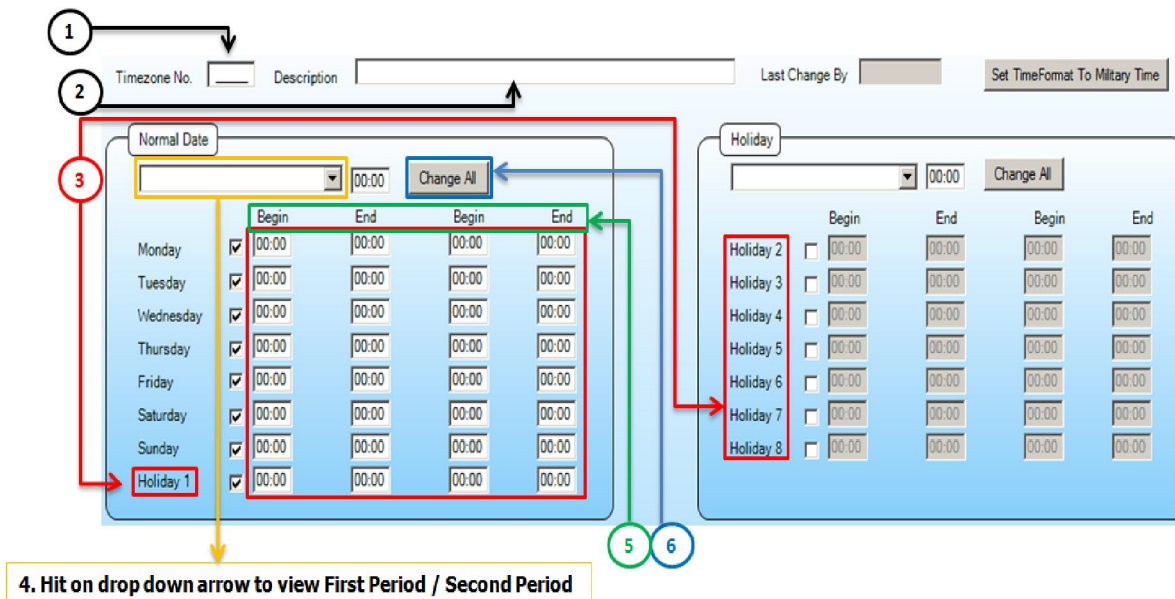 1
Timezone No. ____ Description Last Change By Set TimeFormat To Military Time
2
Normal Date
3
00:00 Change All
Begin End Begin End
Monday 00:00 00:00 00:00 00:00
Tuesday 00:00 00:00 00:00 00:00
Wednesday 00:00 00:00 00:00 00:00
Thursday 00:00 00:00 00:00 00:00
Friday 00:00 00:00 00:00 00:00
Saturday 00:00 00:00 00:00 00:00
Sunday 00:00 00:00 00:00 00:00
Holiday 1 00:00 00:00 00:00 00:00
Holiday
00:00 Change All
Begin End Begin End
Holiday 2 00:00 00:00 00:00 00:00
Holiday 3 00:00 00:00 00:00 00:00
Holiday 4 00:00 00:00 00:00 00:00
Holiday 5 00:00 00:00 00:00 00:00
Holiday 6 00:00 00:00 00:00 00:00
Holiday 7 00:00 00:00 00:00 00:00
Holiday 8 00:00 00:00 00:00 00:00
5 6
4. Hit on drop down arrow to view First Period / Second Period